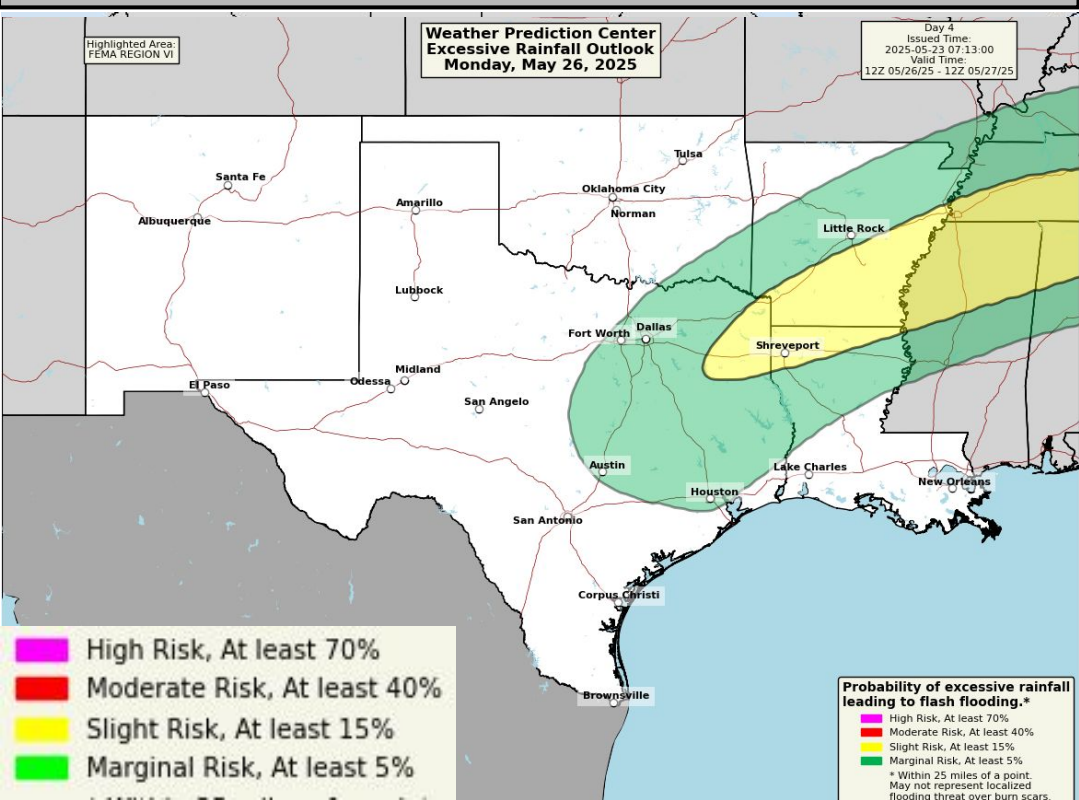 Highlighted Area:
FEMA REGION VI
Weather Prediction Center
Excessive Rainfall Outlook
Monday, May 26, 2025
Day 4
Issued Time:
2025-05-23 07:13:00
Valid Time:
12Z 05/26/25 - 12Z 05/27/25
Tulsa
Santa Fe
Oklahoma City
Amarillo
Norman
Albuquerque
Little Rock
Lubbock
Fort Worth
Dallas
Shreveport
Midland
Odessa
El Paso
San Angelo
Austin
Lake Charles
New Orleans
Houston
San Antonio
Corpus Christi
Brownsville
High Risk, At least 70%
Moderate Risk, At least 40%
Slight Risk, At least 15%
Marginal Risk, At least 5%
Probability of excessive rainfall
leading to flash flooding.*
High Risk, At least 70%
Moderate Risk, At least 40%
Slight Risk, At least 15%
Marginal Risk, At least 5%
* Within 25 miles of a point.
May not represent localized
flooding threat over burn scars.